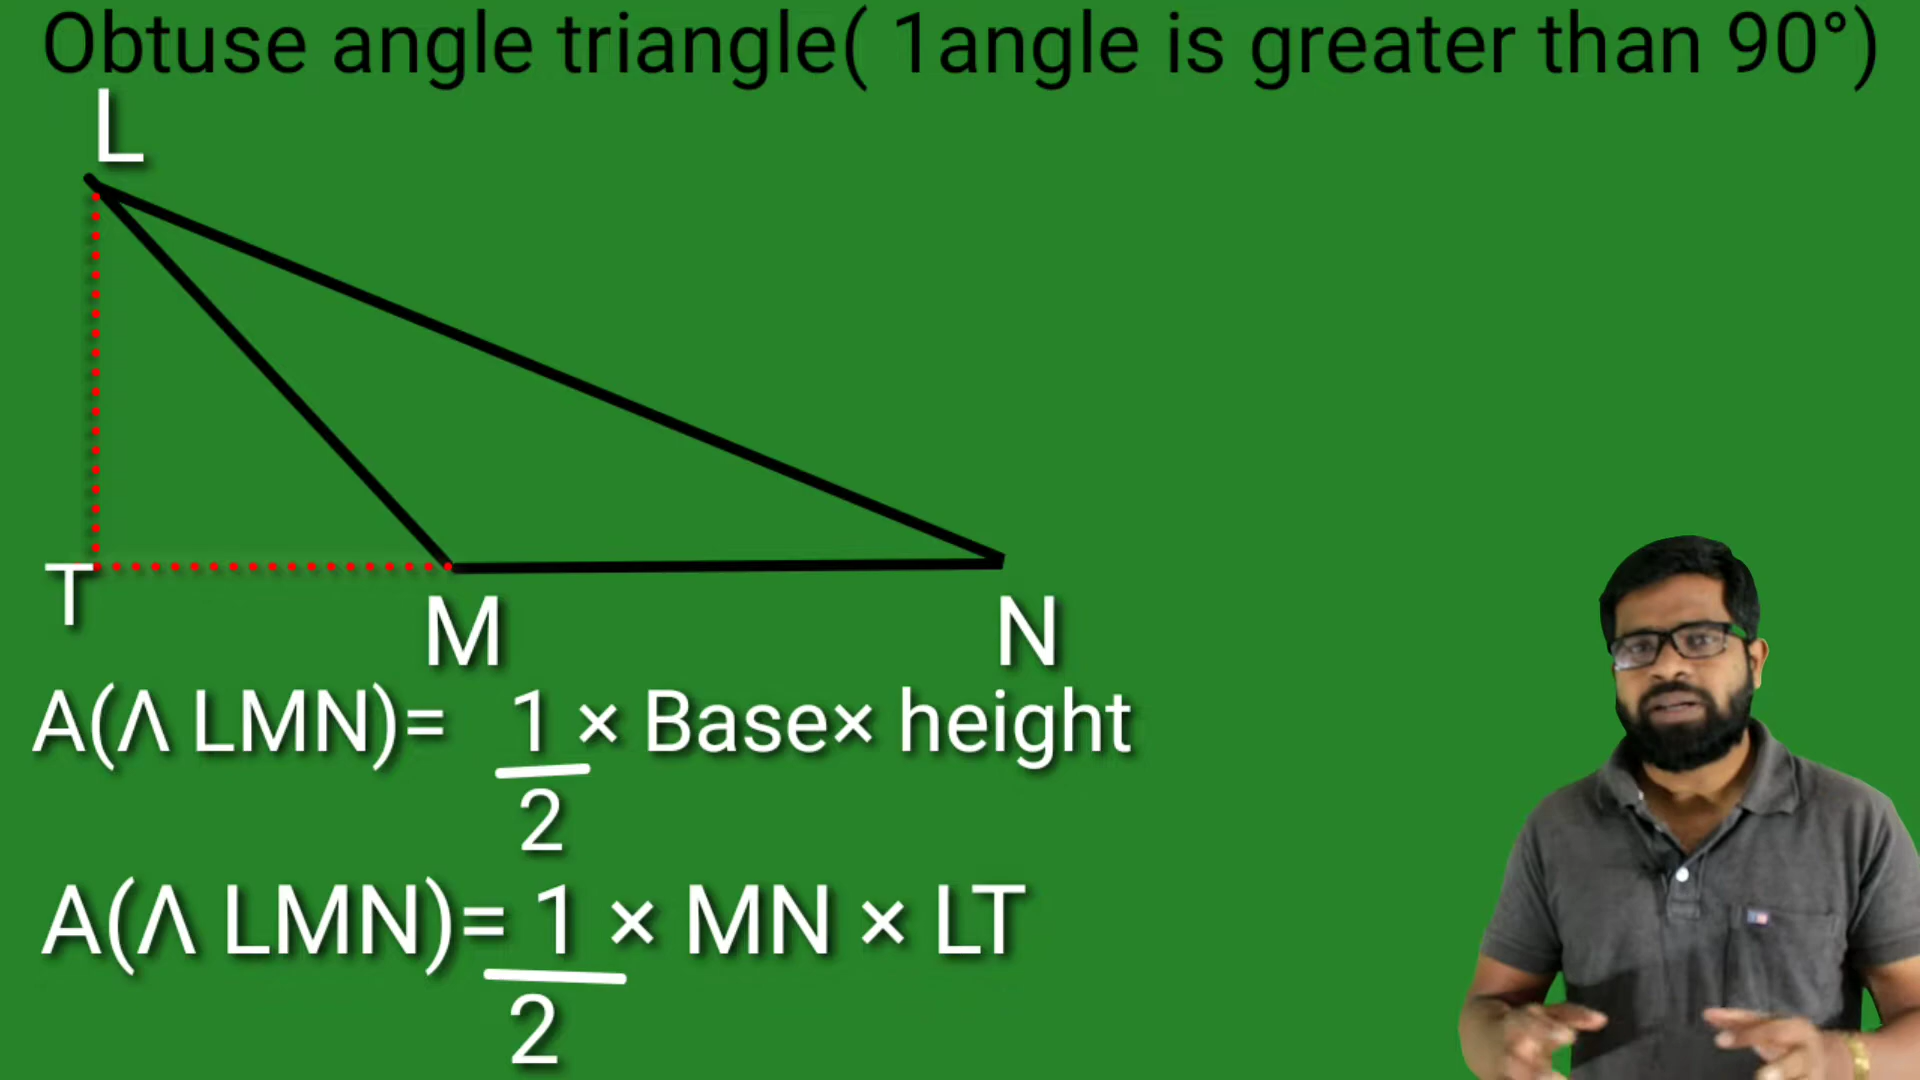 Obtuse angle triangle( 1angle is greater than 90°)
L
T
M
N
A(Λ LMN)= 1 × Base× height
2
A(Λ LMN)= 1 × MN × LT
2